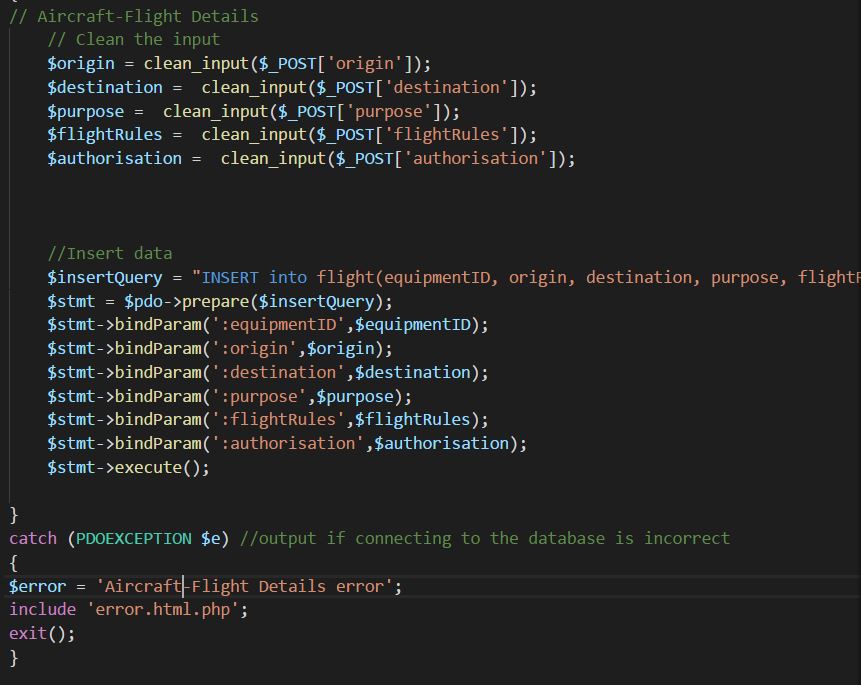 // Aircraft-Flight Details
// Clean the input
$origin = clean_input($_POST['origin']);
$destination =  clean_input($_POST['destination']);
$purpose =  clean_input($_POST['purpose']);
$flightRules =  clean_input($_POST['flightRules']);
$authorisation =  clean_input($_POST['authorisation']);
//Insert data
$insertQuery = "INSERT into flight(equipmentID, origin, destination, purpose,
$stmt = $pdo->prepare($insertQuery);
$stmt->bindParam(':equipmentID',$equipmentID);
$stmt->bindParam(':origin',$origin);
$stmt->bindParam(':destination',$destination);
$stmt->bindParam(':purpose',$purpose);
$stmt->bindParam(':flightRules',$flightRules);
$stmt->bindParam(':authorisation',$authorisation);
$stmt->execute();
}
catch (PDOEXCEPTION $e) //output if connecting to the database is incorrect
{
$error = 'Aircraft-Flight Details error';
include 'error.html.php';
exit();
}